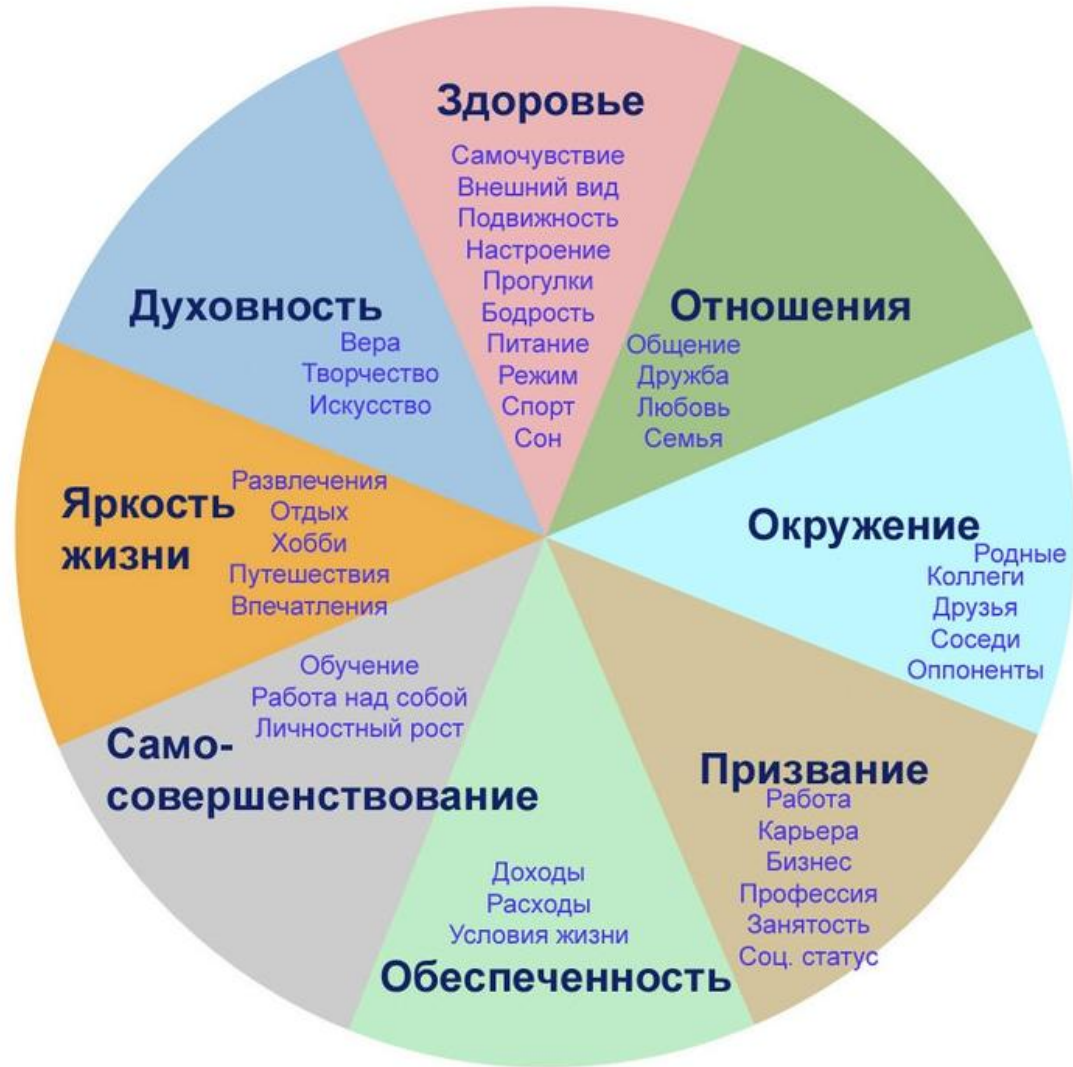 Здоровье
Самочувствие
Внешний вид
Подвижность
Настроение
Прогулки
Бодрость
Питание
Режим
Спорт
Сон
Отношения
Общение
Дружба
Любовь
Семья
Окружение
Родные
Коллеги
Друзья
Соседи
Оппоненты
Призвание
Работа
Карьера
Бизнес
Профессия
Занятость
Соц. статус
Доходы
Расходы
Условия жизни
Обеспеченность
Обучение
Работа над собой
Личностный рост
Само-
совершенствование
Яркость
жизни
Развлечения
Отдых
Хобби
Путешествия
Впечатления
Духовность
Вера
Творчество
Искусство